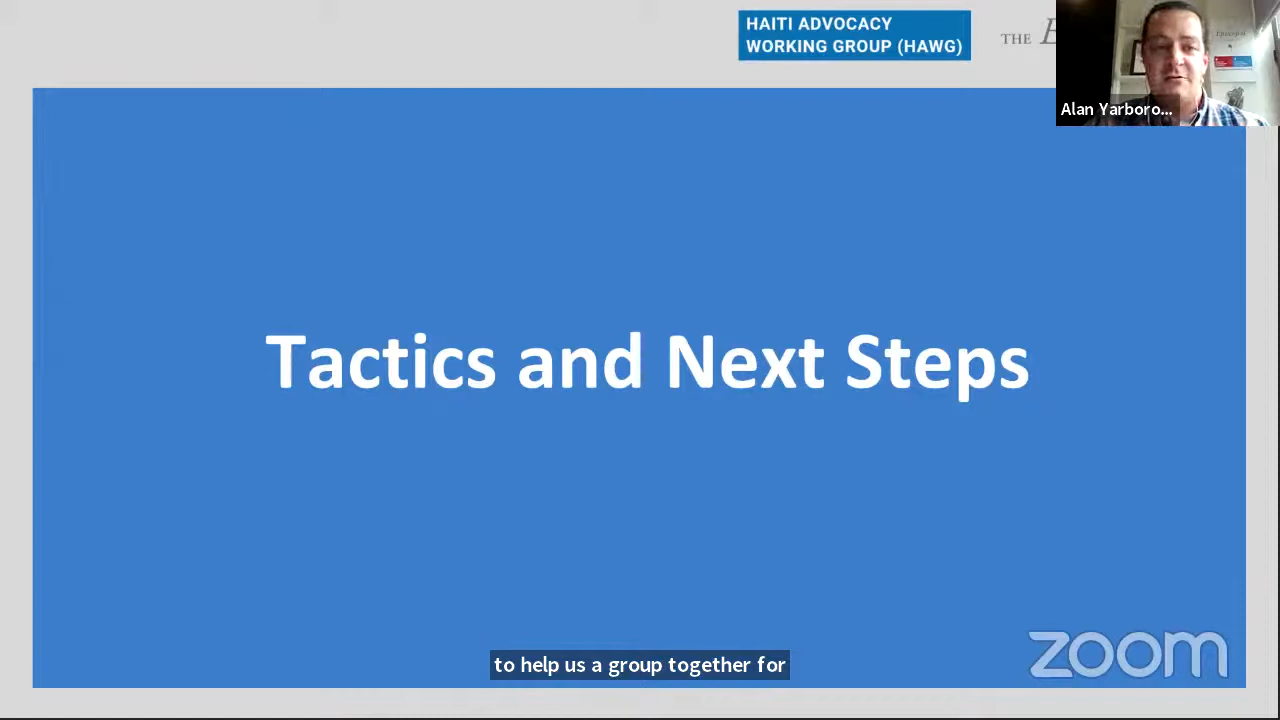 HAITI ADVOCACY
WORKING GROUP (HAWG)
THE E
Alan Yarboro...
Tactics and Next Steps
to help us a group together for
zoom